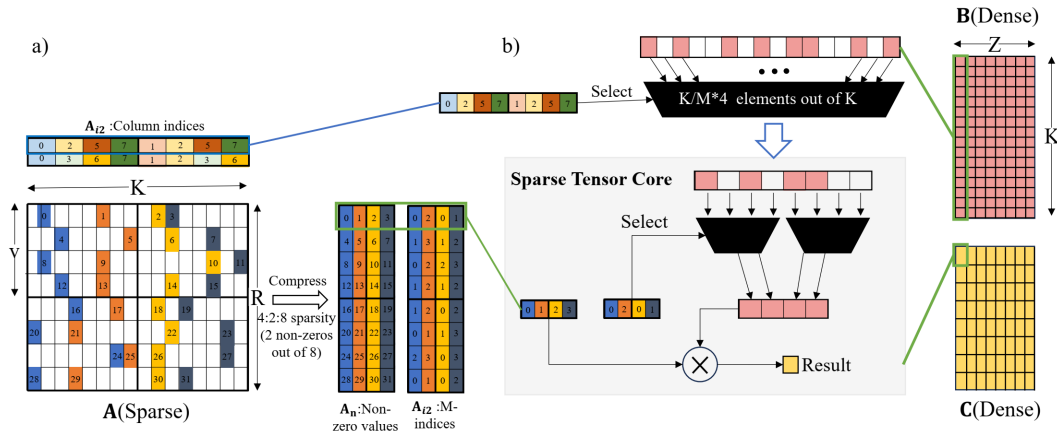 a)
b)
B(Dense)
Z
K
•••
K/M*4 elements out of K
Select
0 2 5 7 1 2 5 7
A_{i2} :Column indices
0 2 5 7 1 2 5 7
0 3 6 7 1 2 3 6
K
V
R
0 1 2 3
4 5 6 7
8 9 10 11
12 13 14 15
16 17 18 19
20 21 22 23
24 25 26 27
28 29 30 31
A(Sparse)
Compress
4:2:8 sparsity
(2 non-zeros
out of 8)
0 1 2 3
4 5 6 7
8 9 10 11
12 13 14 15
16 17 18 19
20 21 22 23
24 25 26 27
28 29 30 31
A_n:Non-
zero values
0 2 0 1
1 3 1 2
0 2 2 3
1 2 1 2
1 2 0 1
0 1 1 3
2 3 0 3
0 1 0 2
A_{i2} :M-
indices
Sparse Tensor Core
Select
0 1 2 3
0 2 0 1
×
Result
C(Dense)